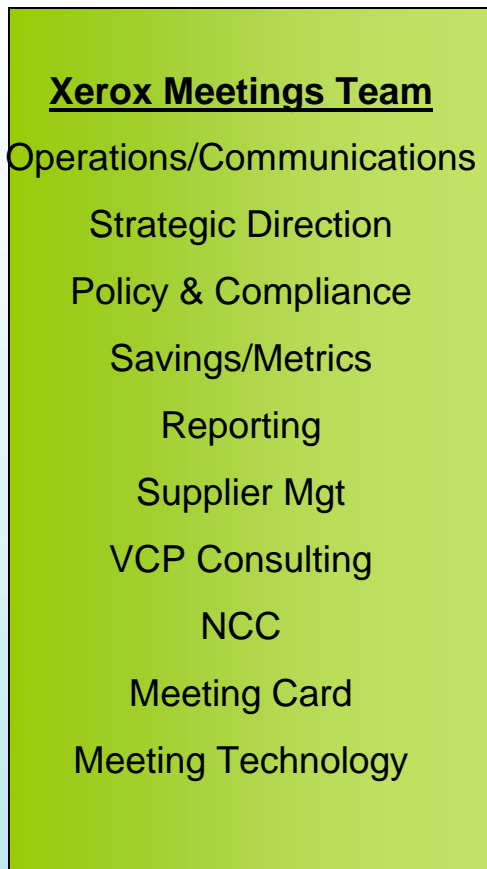 Xerox Meetings Team
Operations/Communications
Strategic Direction
Policy & Compliance
Savings/Metrics
Reporting
Supplier Mgt
VCP Consulting
NCC
Meeting Card
Meeting Technology